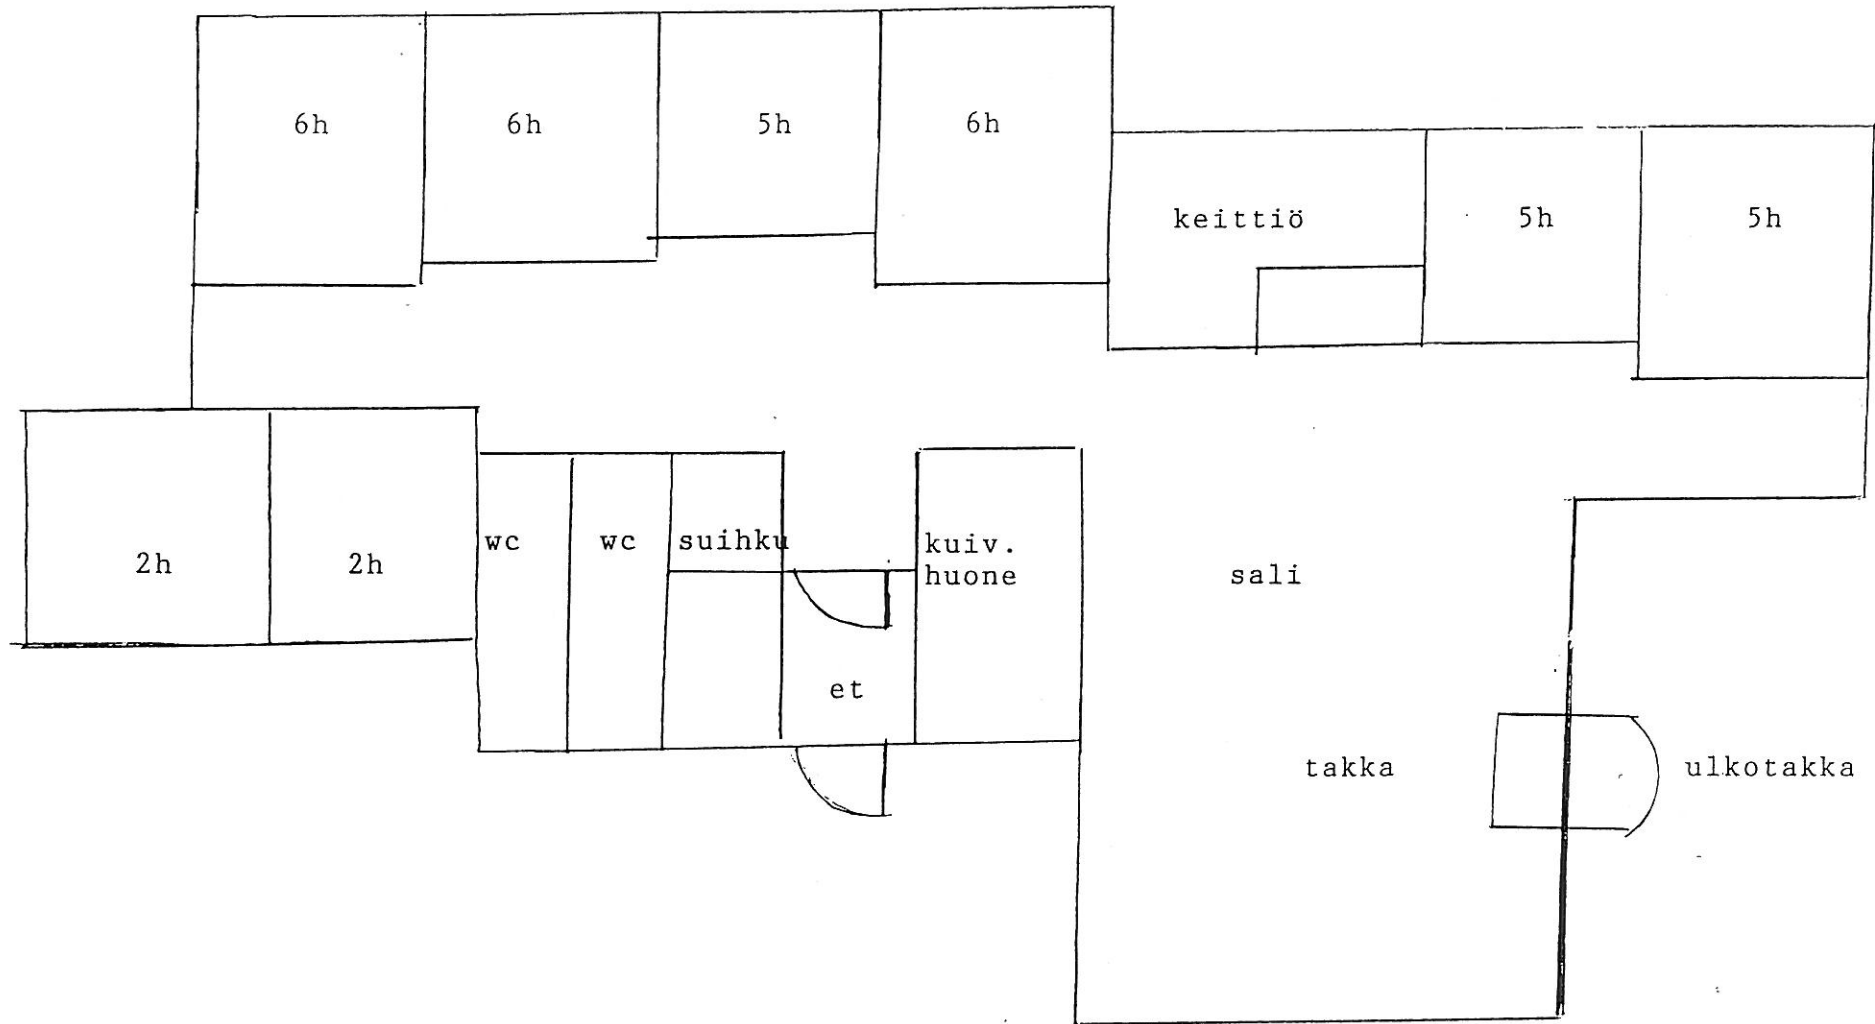 6h
6h
5h
6h
keittiö
5h
5h
2h
2h
wc
wc
suihku
kuiv.
huone
sali
et
takka
ulkotakka